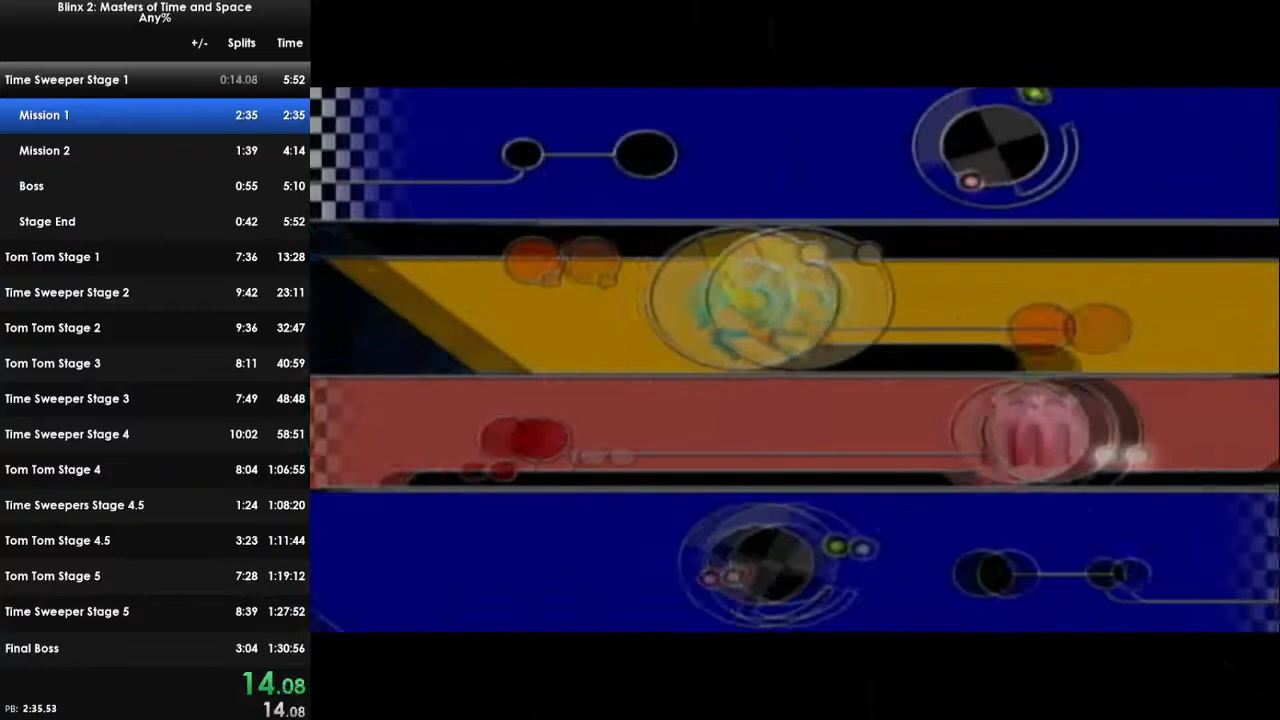 Blinx 2: Masters of Time and Space
Any%
+/- Splits Time
Time Sweeper Stage 1 0:14.08 5:52
Mission 1 2:35 2:35
Mission 2 1:39 4:14
Boss 0:55 5:10
Stage End 0:42 5:52
Tom Tom Stage 1 7:36 13:28
Time Sweeper Stage 2 9:42 23:11
Tom Tom Stage 2 9:36 32:47
Tom Tom Stage 3 8:11 40:59
Time Sweeper Stage 3 7:49 48:48
Time Sweeper Stage 4 10:02 58:51
Tom Tom Stage 4 8:04 1:06:55
Time Sweepers Stage 4.5 1:24 1:08:20
Tom Tom Stage 4.5 3:23 1:11:44
Tom Tom Stage 5 7:28 1:19:12
Time Sweeper Stage 5 8:39 1:27:52
Final Boss 3:04 1:30:56
14.08
PB: 2:35.53 14.08